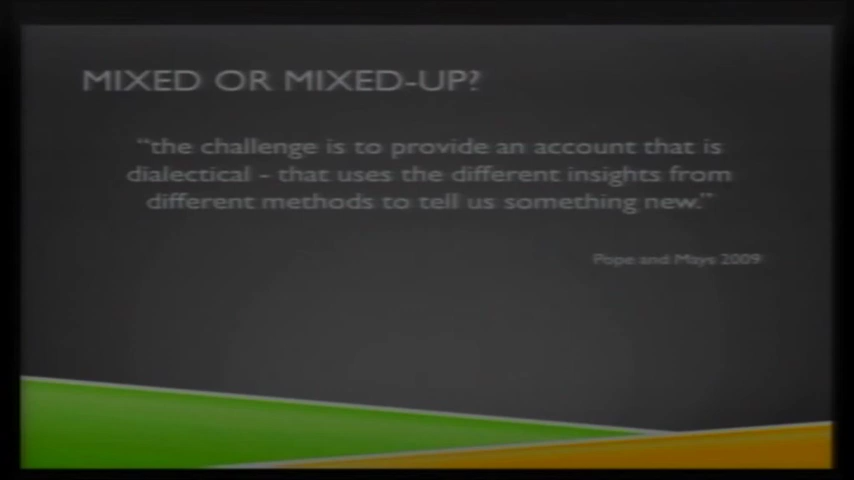 MIXED OR MIXED-UP?
“the challenge is to provide an account that is
dialectical - that uses the different insights from
different methods to tell us something new.”
Pope and Mays 2009